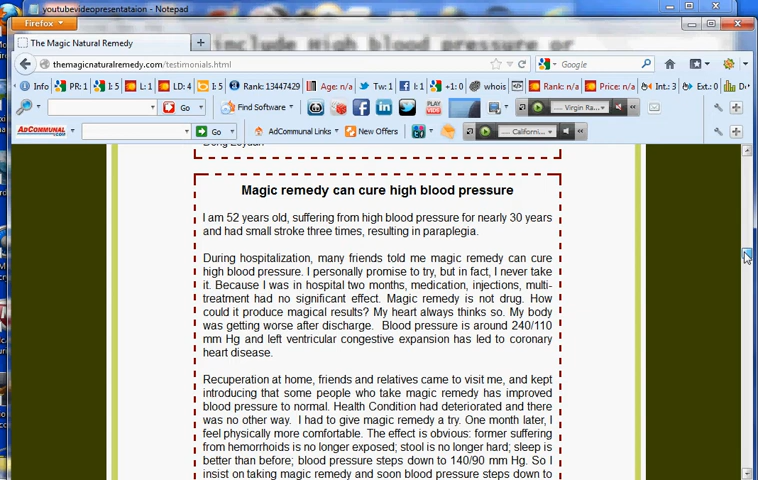 youtubevideopresentataion - Notepad
include High blood pressure or
Firefox
The Magic Natural Remedy
themagicnaturalremedy.com/testimonials.html
Google
Info PR: 1 I: 5 L: 1 LD: 4 I: 5 Rank: 13447429 Age: n/a Tw: 1 l: 1 +1: 0 whois Rank: n/a Price: n/a Int.: 3 Ext.: 0 Di
Go Find Software PLAY Virgin Ra...
ADCOMMUNAL.COM Go AdCommunal Links New Offers Californi...
Magic remedy can cure high blood pressure
I am 52 years old, suffering from high blood pressure for nearly 30 years
and had small stroke three times, resulting in paraplegia.
During hospitalization, many friends told me magic remedy can cure
high blood pressure. I personally promise to try, but in fact, I never take
it. Because I was in hospital two months, medication, injections, multi-
treatment had no significant effect. Magic remedy is not drug. How
could it produce magical results? My heart always thinks so. My body
was getting worse after discharge. Blood pressure is around 240/110
mm Hg and left ventricular congestive expansion has led to coronary
heart disease.
Recuperation at home, friends and relatives came to visit me, and kept
introducing that some people who take magic remedy has improved
blood pressure to normal. Health Condition had deteriorated and there
was no other way. I had to give magic remedy a try. One month later, I
feel physically more comfortable. The effect is obvious: former suffering
from hemorrhoids is no longer exposed; stool is no longer hard; sleep is
better than before; blood pressure steps down to 140/90 mm Hg. So I
insist on taking magic remedy and soon blood pressure steps down to